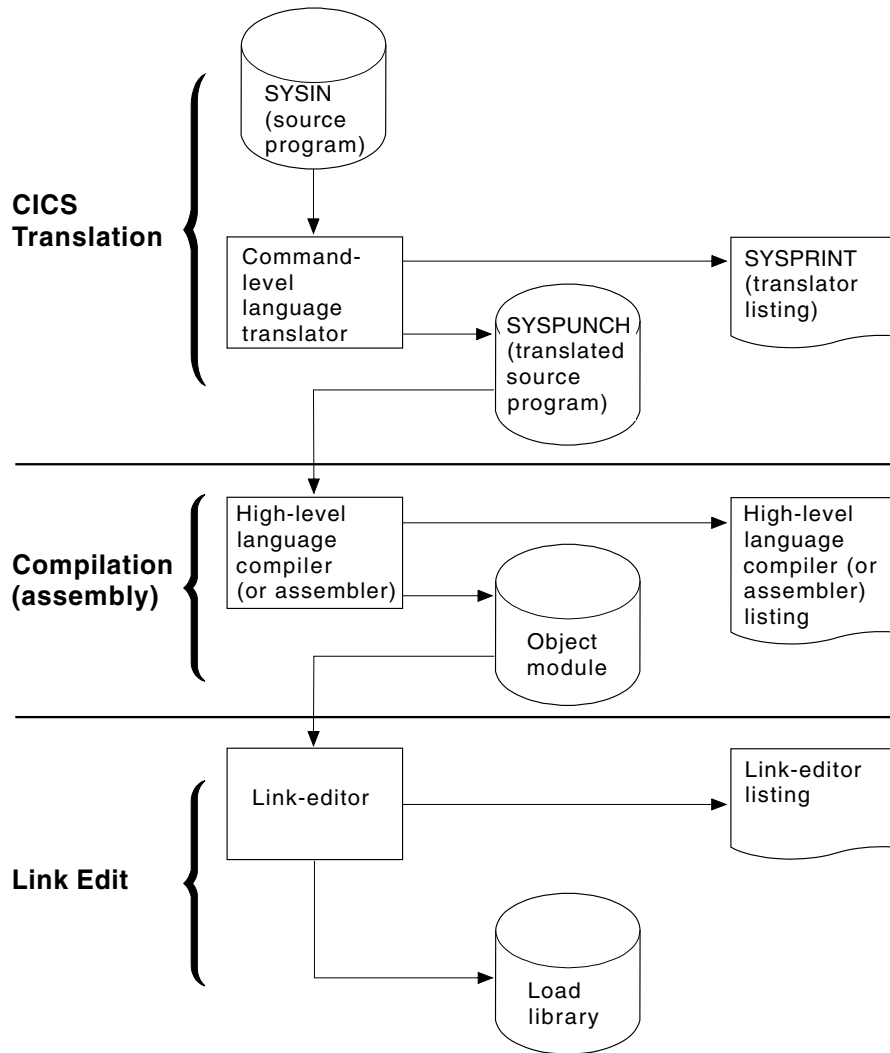 SYSIN
(source
program)
CICS
Translation
Command-
level
language
translator
SYSPRINT
(translator
listing)
SYSPUNCH
(translated
source
program)
Compilation
(assembly)
High-level
language
compiler
(or assembler)
High-level
language
compiler (or
assembler)
listing
Object
module
Link Edit
Link-editor
Link-editor
listing
Load
library